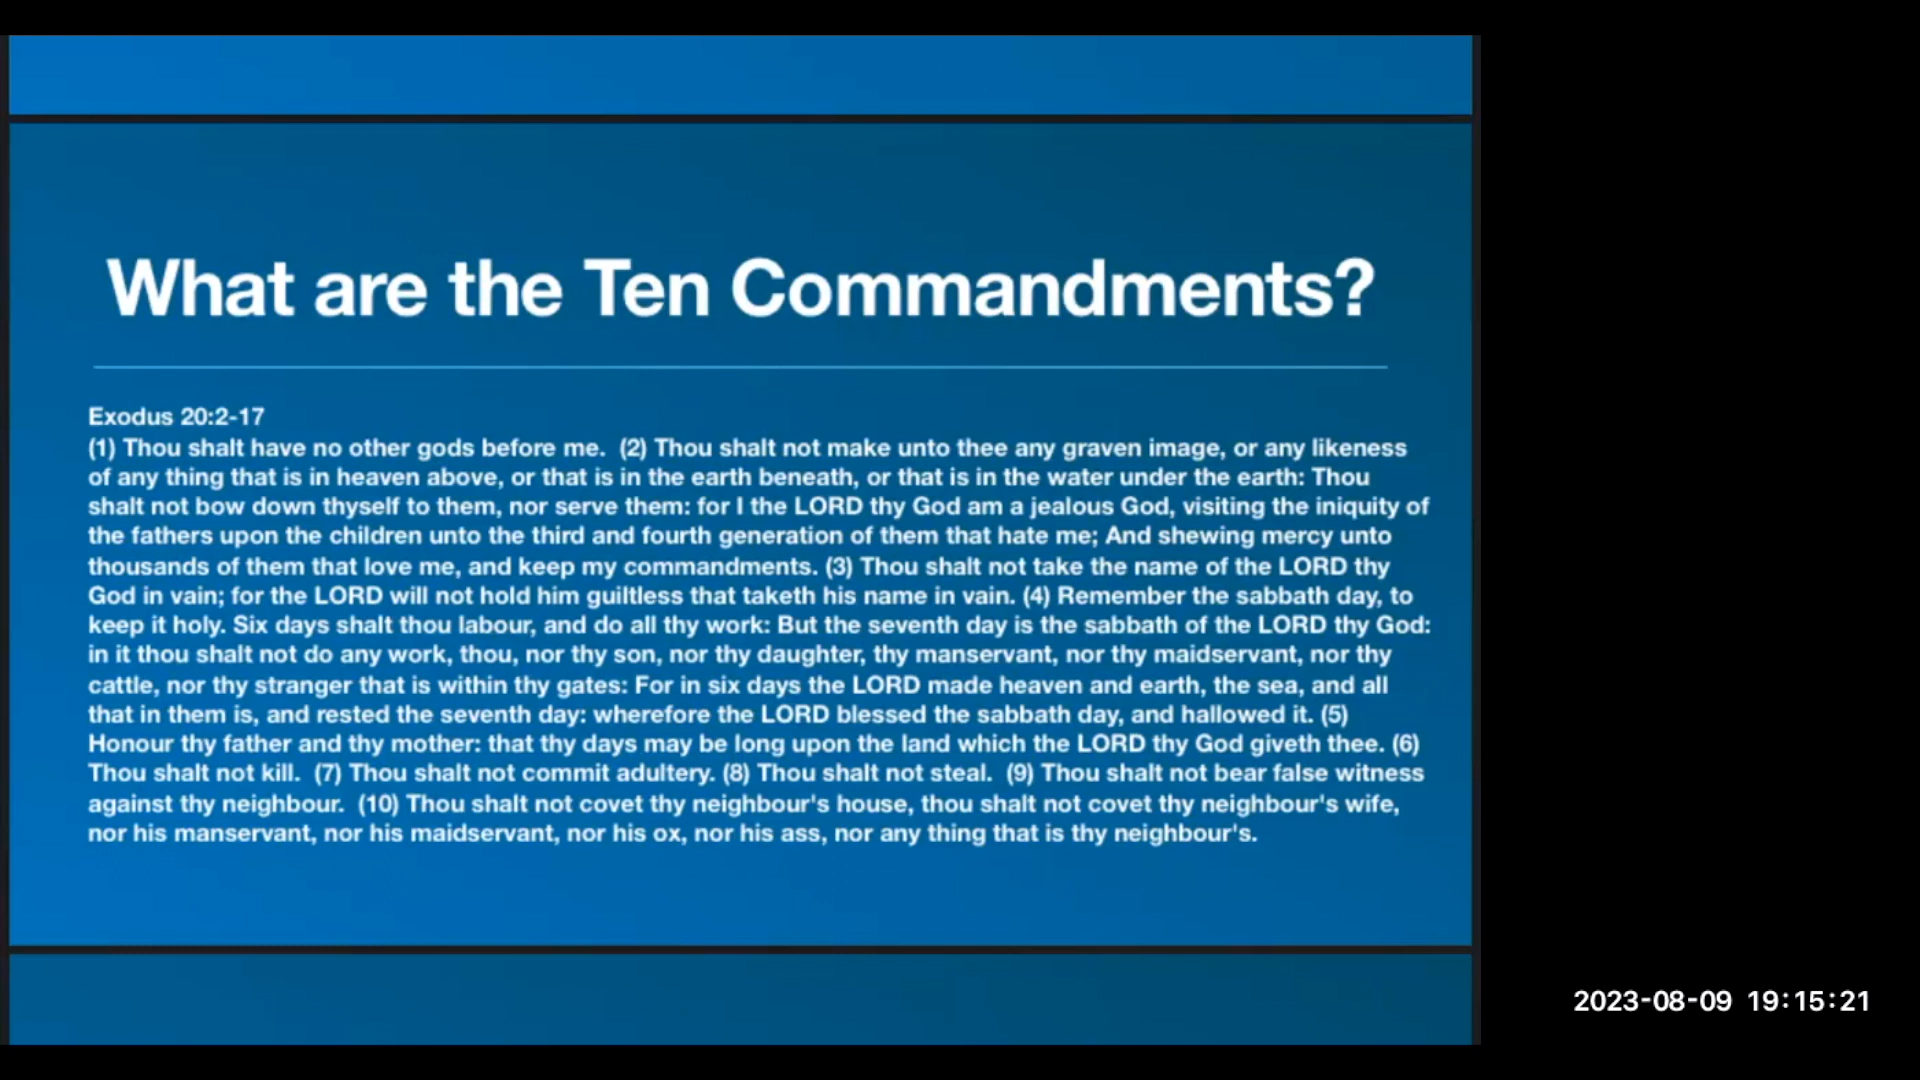 What are the Ten Commandments?
Exodus 20:2-17
(1) Thou shalt have no other gods before me.  (2) Thou shalt not make unto thee any graven image, or any likeness
of any thing that is in heaven above, or that is in the earth beneath, or that is in the water under the earth: Thou
shalt not bow down thyself to them, nor serve them: for I the LORD thy God am a jealous God, visiting the iniquity of
the fathers upon the children unto the third and fourth generation of them that hate me; And shewing mercy unto
thousands of them that love me, and keep my commandments. (3) Thou shalt not take the name of the LORD thy
God in vain; for the LORD will not hold him guiltless that taketh his name in vain. (4) Remember the sabbath day, to
keep it holy. Six days shalt thou labour, and do all thy work: But the seventh day is the sabbath of the LORD thy God:
in it thou shalt not do any work, thou, nor thy son, nor thy daughter, thy manservant, nor thy maidservant, nor thy
cattle, nor thy stranger that is within thy gates: For in six days the LORD made heaven and earth, the sea, and all
that in them is, and rested the seventh day: wherefore the LORD blessed the sabbath day, and hallowed it. (5)
Honour thy father and thy mother: that thy days may be long upon the land which the LORD thy God giveth thee. (6)
Thou shalt not kill.  (7) Thou shalt not commit adultery. (8) Thou shalt not steal.  (9) Thou shalt not bear false witness
against thy neighbour.  (10) Thou shalt not covet thy neighbour's house, thou shalt not covet thy neighbour's wife,
nor his manservant, nor his maidservant, nor his ox, nor his ass, nor any thing that is thy neighbour's.
2023-08-09 19:15:21